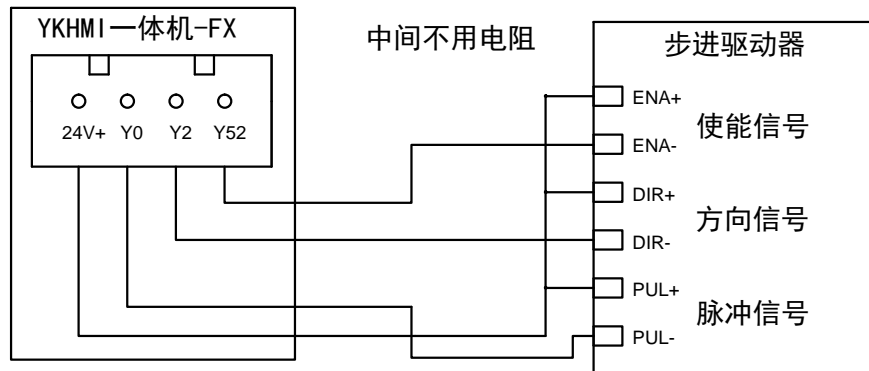 YKHMI一体机-FX
中间不用电阻
步进驱动器
24V+ Y0 Y2 Y52
ENA+
使能信号
ENA-
DIR+
方向信号
DIR-
PUL+
脉冲信号
PUL-